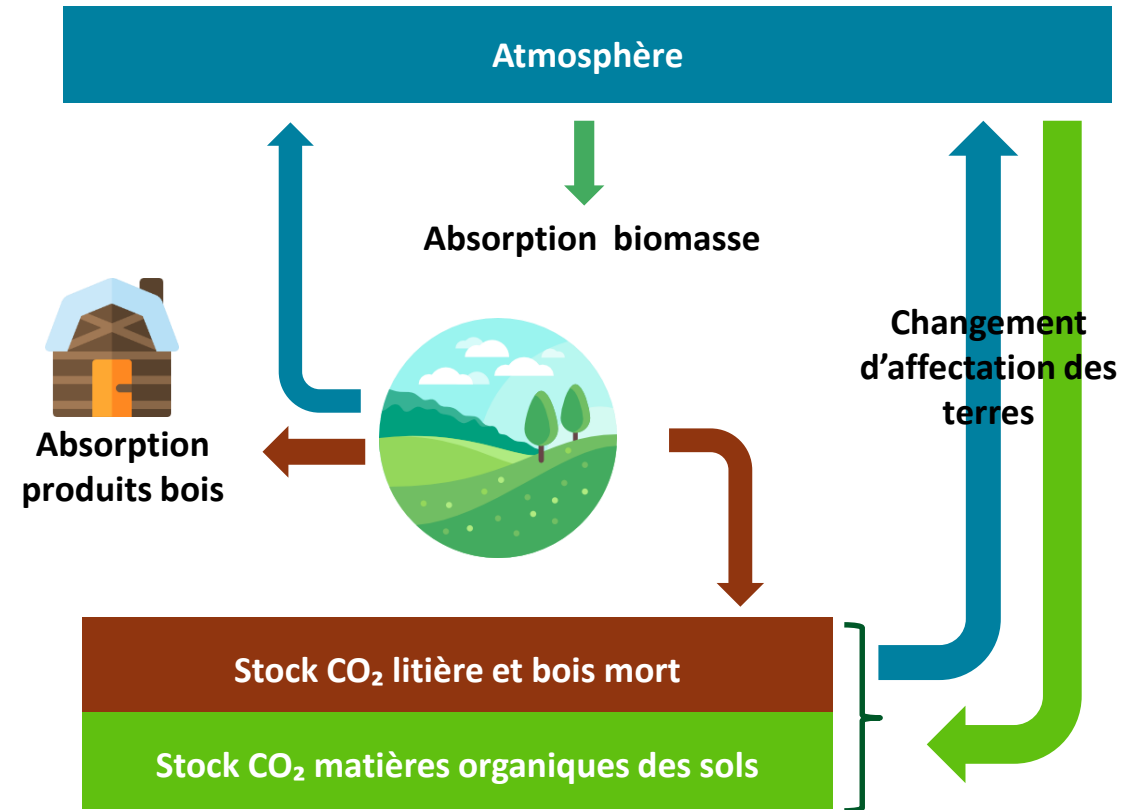 Atmosphère
Absorption biomasse
Changement
d’affectation des
terres
Absorption
produits bois
Stock CO₂ litière et bois mort
Stock CO₂ matières organiques des sols